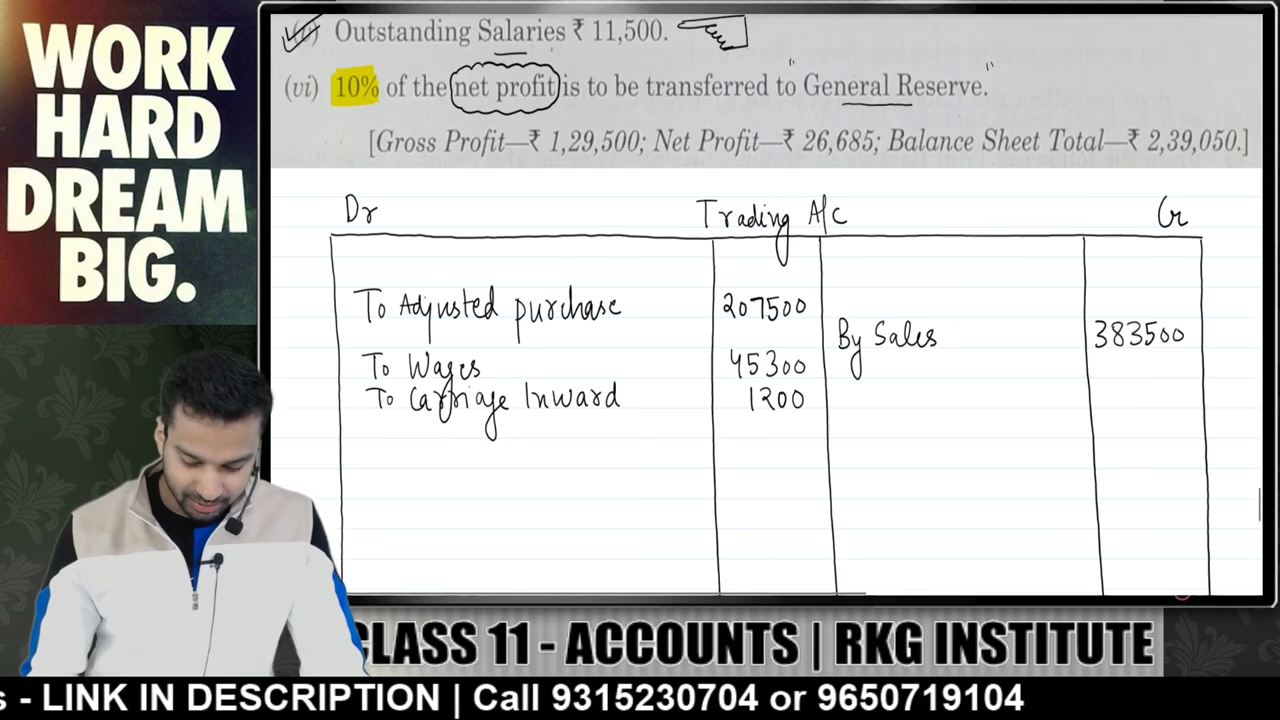 WORK
HARD
DREAM
BIG.
Outstanding Salaries ₹ 11,500.
(vi) 10% of the net profit is to be transferred to "General Reserve."
[Gross Profit—₹ 1,29,500; Net Profit—₹ 26,685; Balance Sheet Total—₹ 2,39,050.]
Dr Trading A/c Cr
To Adjusted purchase 207500
By Sales 383500
To Wages 45300
To Carriage Inward 1200
CLASS 11 - ACCOUNTS | RKG INSTITUTE
s - LINK IN DESCRIPTION | Call 9315230704 or 9650719104